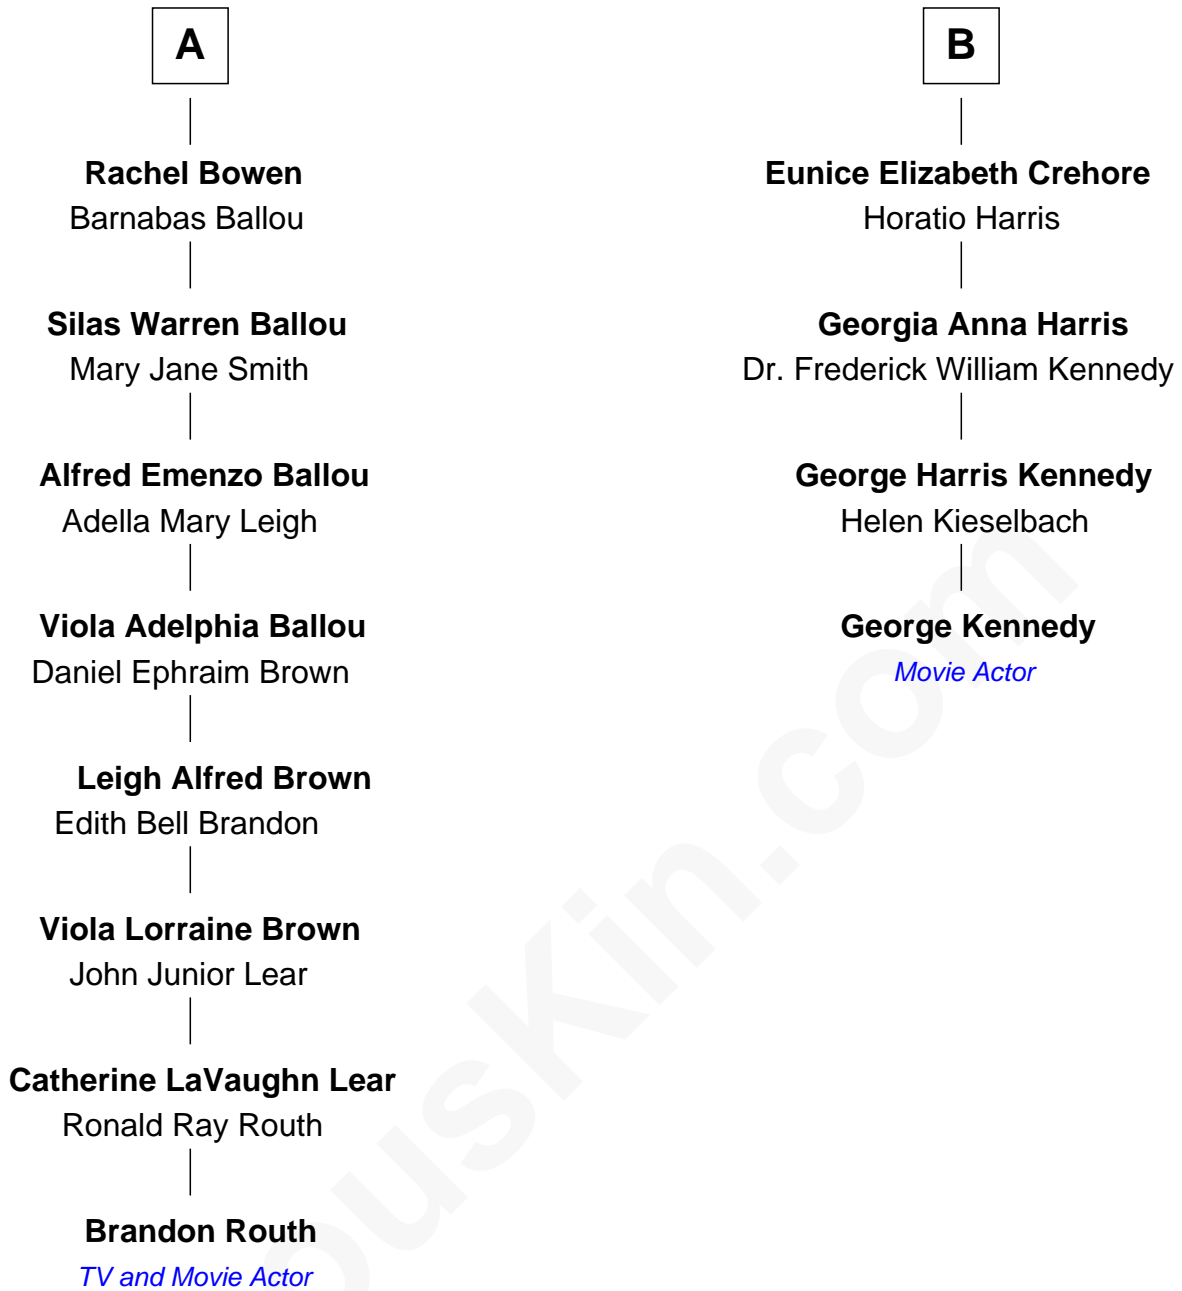 A
Rachel Bowen
Barnabas Ballou
Silas Warren Ballou
Mary Jane Smith
Alfred Emenzo Ballou
Adella Mary Leigh
Viola Adelphia Ballou
Daniel Ephraim Brown
Leigh Alfred Brown
Edith Bell Brandon
Viola Lorraine Brown
John Junior Lear
Catherine LaVaughn Lear
Ronald Ray Routh
Brandon Routh
TV and Movie Actor
B
Eunice Elizabeth Crehore
Horatio Harris
Georgia Anna Harris
Dr. Frederick William Kennedy
George Harris Kennedy
Helen Kieselbach
George Kennedy
Movie Actor
ousKin.com